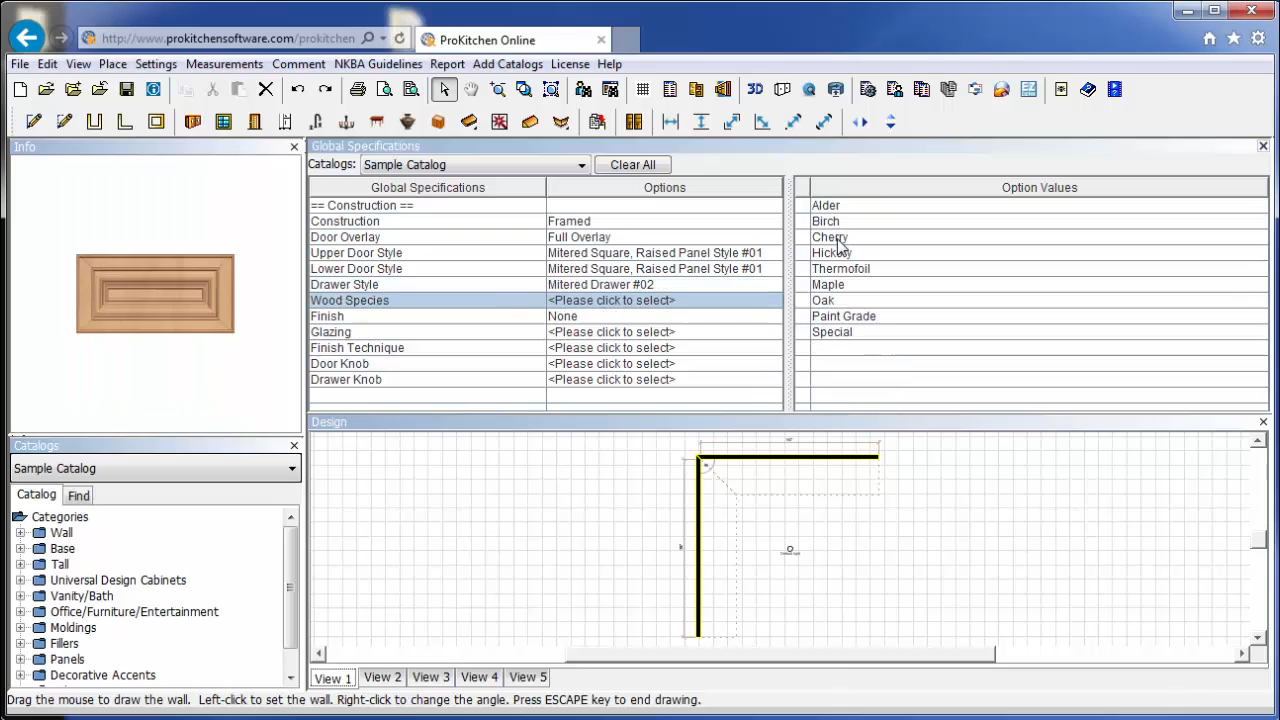 http://www.prokitchensoftware.com/prokitchen
ProKitchen Online
File Edit View Place Settings Measurements Comment NKBA Guidelines Report Add Catalogs License Help
3D
EZ
Info
Global Specifications
Catalogs: Sample Catalog Clear All
Global Specifications Options Option Values
== Construction == Alder
Construction Framed Birch
Door Overlay Full Overlay Cherry
Upper Door Style Mitered Square, Raised Panel Style #01 Hickory
Lower Door Style Mitered Square, Raised Panel Style #01 Thermofoil
Drawer Style Mitered Drawer #02 Maple
Wood Species <Please click to select> Oak
Finish None Paint Grade
Glazing <Please click to select> Special
Finish Technique <Please click to select>
Door Knob <Please click to select>
Drawer Knob <Please click to select>
Design
Catalogs
Sample Catalog
Catalog Find
Categories
Wall
Base
Tall
Universal Design Cabinets
Vanity/Bath
Office/Furniture/Entertainment
Moldings
Fillers
Panels
Decorative Accents
View 1 View 2 View 3 View 4 View 5
Drag the mouse to draw the wall. Left-click to set the wall. Right-click to change the angle. Press ESCAPE key to end drawing.